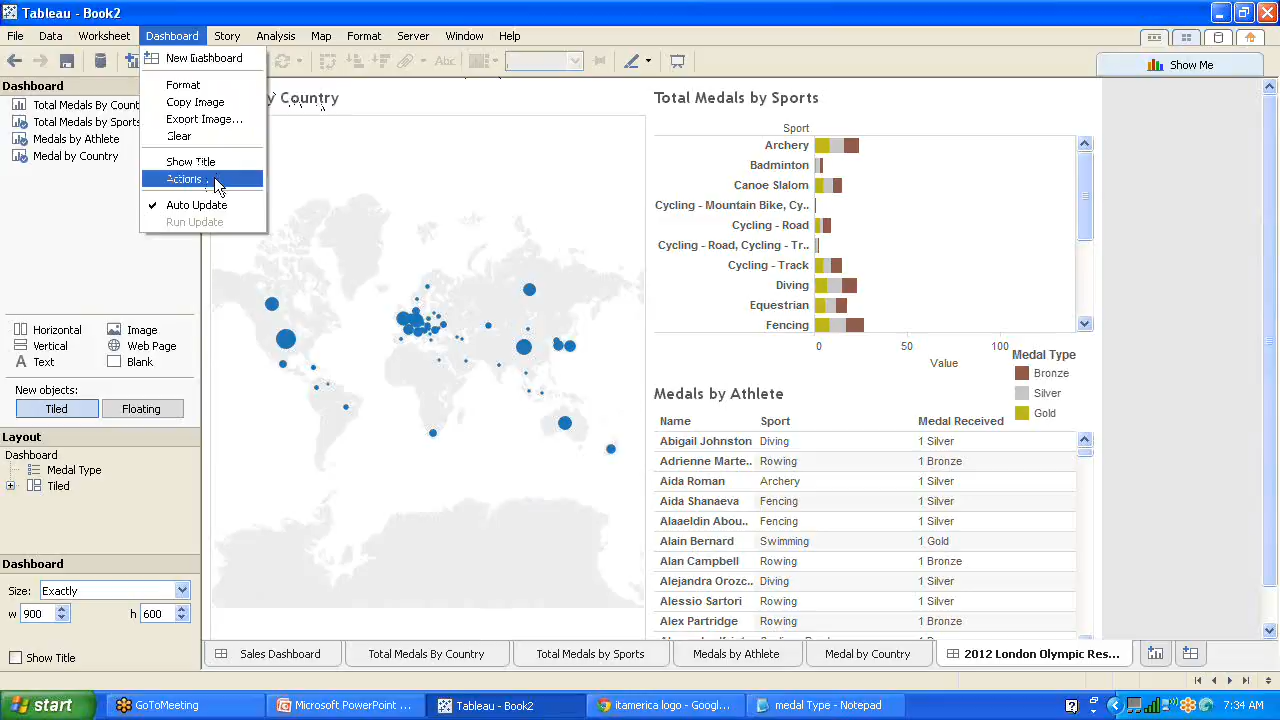 Tableau - Book2
File Data Worksheet Dashboard Story Analysis Map Format Server Window Help
New Dashboard
Abc
Show Me
Dashboard
Total Medals By Count
Total Medals by Sports
Medals by Athlete
Medal by Country
Format
Copy Image
Export Image...
Clear
Show Title
Actions...
Auto Update
Run Update
Horizontal Image
Vertical Web Page
A Text Blank
New objects:
Tiled Floating
Layout
Dashboard
Medal Type
Tiled
Dashboard
Size: Exactly
w 900 h 600
Show Title
y Country
Total Medals by Sports
Sport
Archery
Badminton
Canoe Slalom
Cycling - Mountain Bike, Cy..
Cycling - Road
Cycling - Road, Cycling - Tr..
Cycling - Track
Diving
Equestrian
Fencing
0 50 100
Value
Medal Type
Bronze
Silver
Gold
Medals by Athlete
Name Sport Medal Received
Abigail Johnston Diving 1 Silver
Adrienne Marte.. Rowing 1 Bronze
Aida Roman Archery 1 Silver
Aida Shanaeva Fencing 1 Silver
Alaaeldin Abou.. Fencing 1 Silver
Alain Bernard Swimming 1 Gold
Alan Campbell Rowing 1 Bronze
Alejandra Orozc.. Diving 1 Silver
Alessio Sartori Rowing 1 Silver
Alex Partridge Rowing 1 Bronze
Sales Dashboard Total Medals By Country Total Medals by Sports Medals by Athlete Medal by Country 2012 London Olympic Res...
start GoToMeeting Microsoft PowerPoint ... Tableau - Book2 itamerica logo - Googl... medal Type - Notepad 7:34 AM